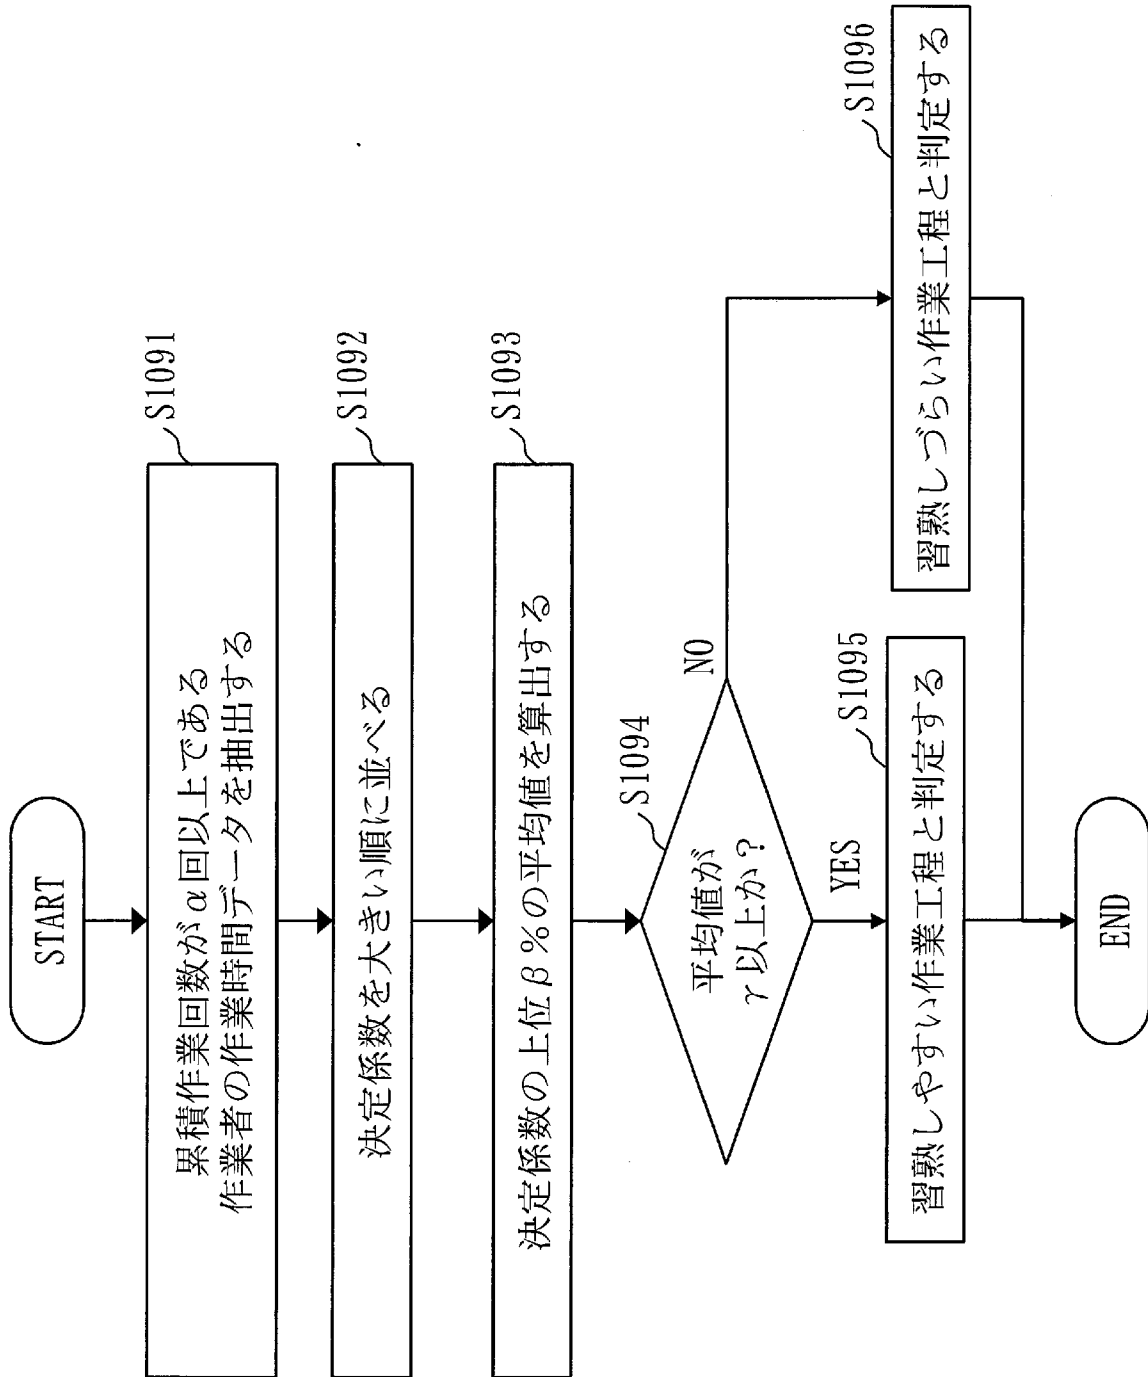 START
S1091
累積作業回数がα回以上である
作業者の作業時間データを抽出する
S1092
決定係数を大きい順に並べる
S1093
決定係数の上位β%の平均値を算出する
S1094
平均値が
γ以上か?
NO
YES
S1095
習熟しやすい作業工程と判定する
S1096
習熟しづらい作業工程と判定する
END